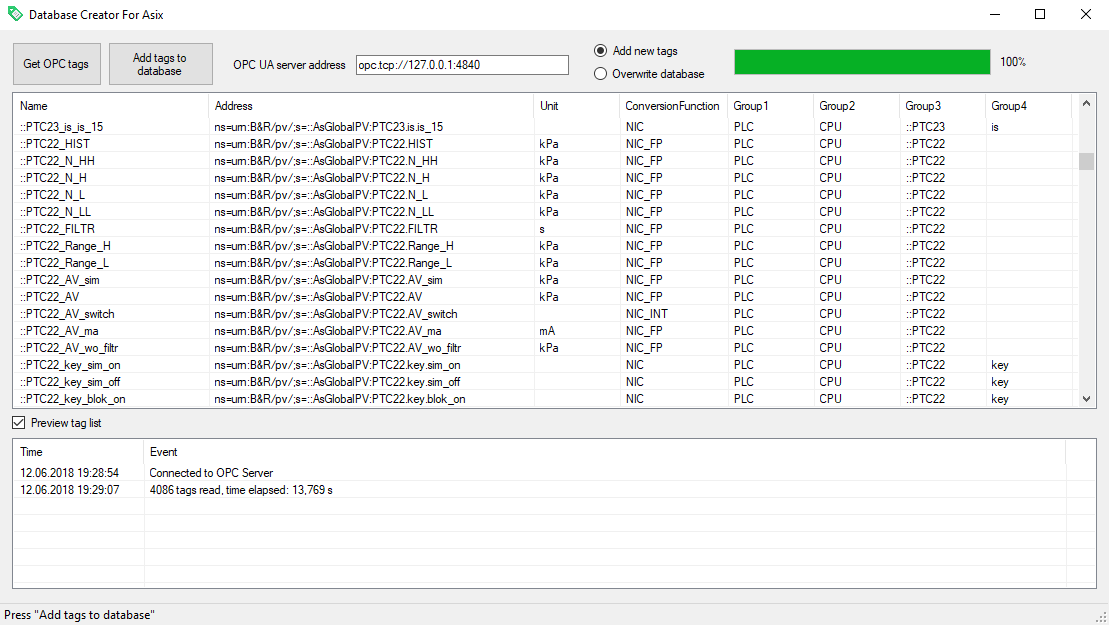 Database Creator For Asix
Get OPC tags
Add tags to
database
OPC UA server address
opc.tcp://127.0.0.1:4840
Add new tags
Overwrite database
100%
Name Address Unit ConversionFunction Group1 Group2 Group3 Group4
::PTC23_is_is_15 ns=urn:B&R/pv/;s=::AsGlobalPV:PTC23.is.is_15 NIC PLC CPU ::PTC23 is
::PTC22_HIST ns=urn:B&R/pv/;s=::AsGlobalPV:PTC22.HIST kPa NIC_FP PLC CPU ::PTC22
::PTC22_N_HH ns=urn:B&R/pv/;s=::AsGlobalPV:PTC22.N_HH kPa NIC_FP PLC CPU ::PTC22
::PTC22_N_H ns=urn:B&R/pv/;s=::AsGlobalPV:PTC22.N_H kPa NIC_FP PLC CPU ::PTC22
::PTC22_N_L ns=urn:B&R/pv/;s=::AsGlobalPV:PTC22.N_L kPa NIC_FP PLC CPU ::PTC22
::PTC22_N_LL ns=urn:B&R/pv/;s=::AsGlobalPV:PTC22.N_LL kPa NIC_FP PLC CPU ::PTC22
::PTC22_FILTR ns=urn:B&R/pv/;s=::AsGlobalPV:PTC22.FILTR s NIC_FP PLC CPU ::PTC22
::PTC22_Range_H ns=urn:B&R/pv/;s=::AsGlobalPV:PTC22.Range_H kPa NIC_FP PLC CPU ::PTC22
::PTC22_Range_L ns=urn:B&R/pv/;s=::AsGlobalPV:PTC22.Range_L kPa NIC_FP PLC CPU ::PTC22
::PTC22_AV_sim ns=urn:B&R/pv/;s=::AsGlobalPV:PTC22.AV_sim kPa NIC_FP PLC CPU ::PTC22
::PTC22_AV ns=urn:B&R/pv/;s=::AsGlobalPV:PTC22.AV kPa NIC_FP PLC CPU ::PTC22
::PTC22_AV_switch ns=urn:B&R/pv/;s=::AsGlobalPV:PTC22.AV_switch NIC_INT PLC CPU ::PTC22
::PTC22_AV_ma ns=urn:B&R/pv/;s=::AsGlobalPV:PTC22.AV_ma mA NIC_FP PLC CPU ::PTC22
::PTC22_AV_wo_filtr ns=urn:B&R/pv/;s=::AsGlobalPV:PTC22.AV_wo_filtr kPa NIC_FP PLC CPU ::PTC22
::PTC22_key_sim_on ns=urn:B&R/pv/;s=::AsGlobalPV:PTC22.key.sim_on NIC PLC CPU ::PTC22 key
::PTC22_key_sim_off ns=urn:B&R/pv/;s=::AsGlobalPV:PTC22.key.sim_off NIC PLC CPU ::PTC22 key
::PTC22_key_blok_on ns=urn:B&R/pv/;s=::AsGlobalPV:PTC22.key.blok_on NIC PLC CPU ::PTC22 key
Preview tag list
Time Event
12.06.2018 19:28:54 Connected to OPC Server
12.06.2018 19:29:07 4086 tags read, time elapsed: 13,769 s
Press "Add tags to database"